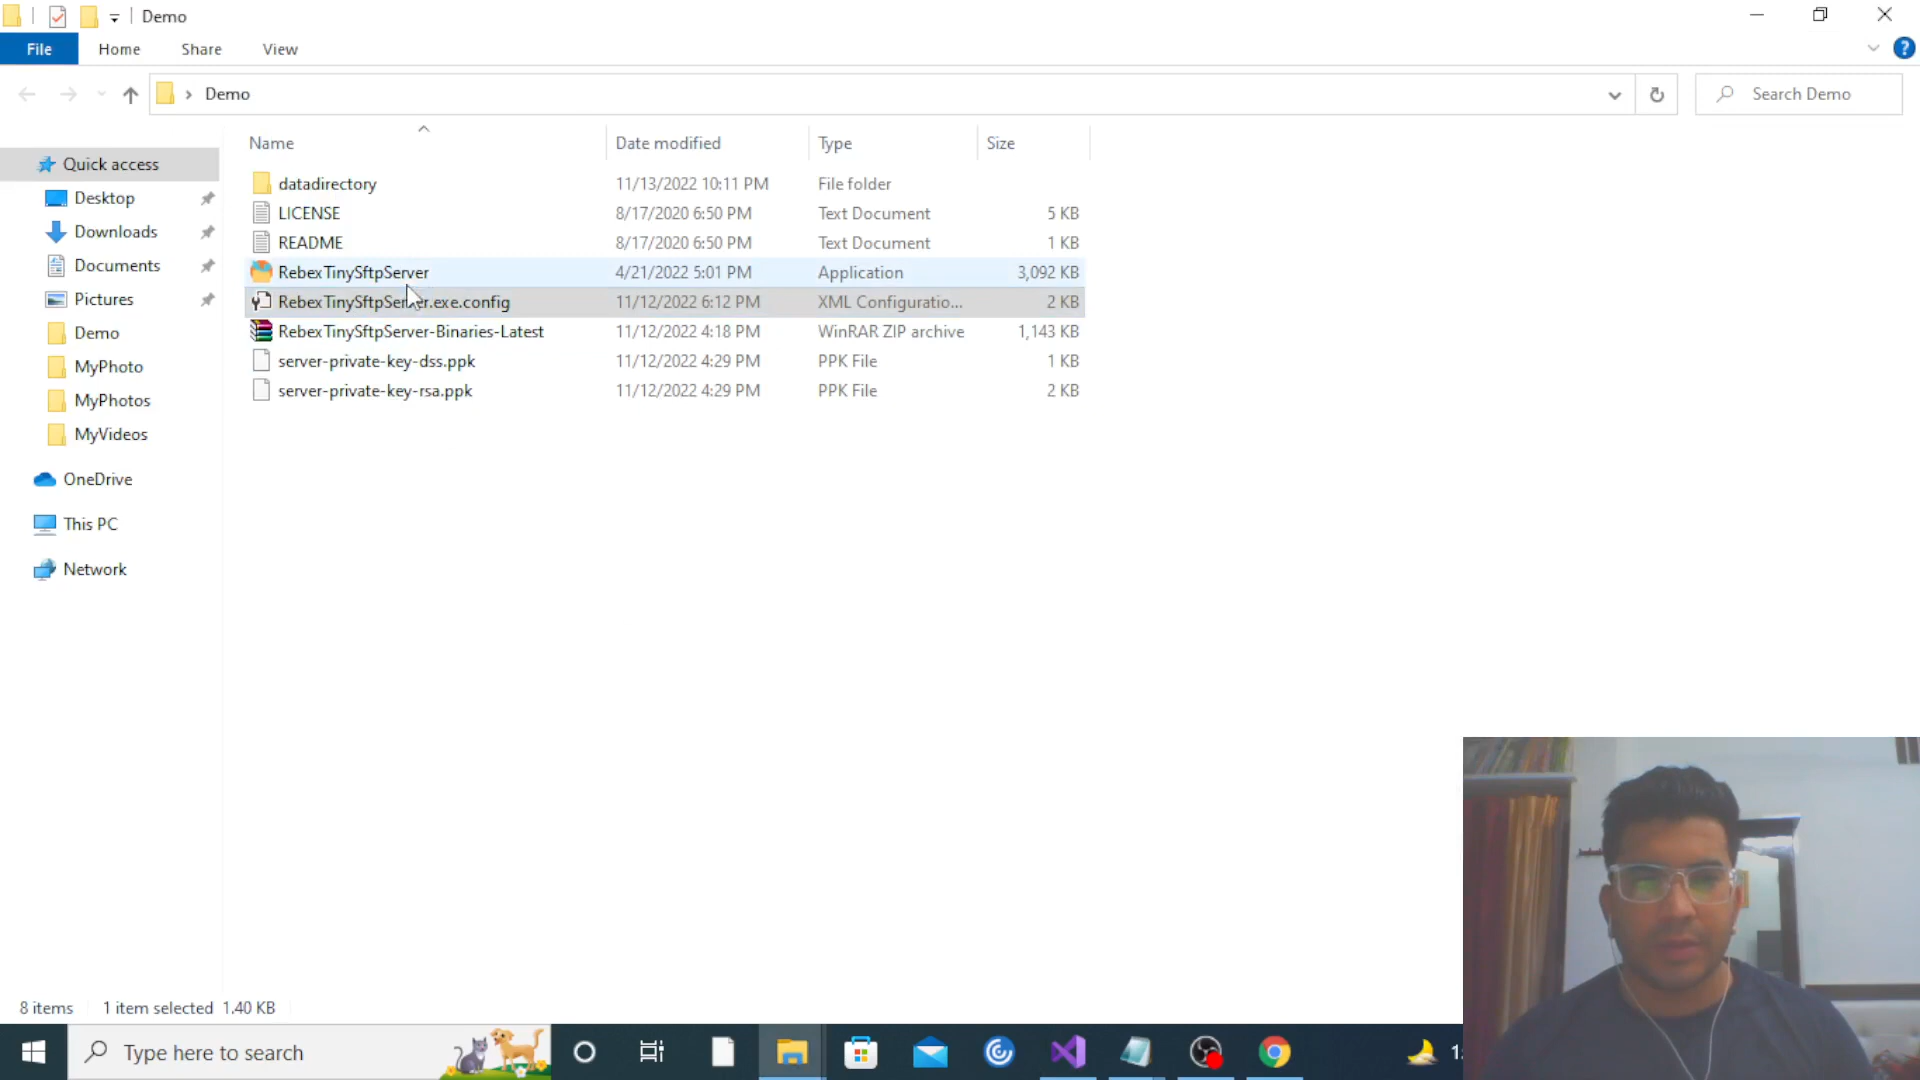 Demo
File Home Share View
Demo
Search Demo
Name Date modified Type Size
Quick access
Desktop
Downloads
Documents
Pictures
Demo
MyPhoto
MyPhotos
MyVideos
OneDrive
This PC
Network
datadirectory 11/13/2022 10:11 PM File folder
LICENSE 8/17/2020 6:50 PM Text Document 5 KB
README 8/17/2020 6:50 PM Text Document 1 KB
RebexTinySftpServer 4/21/2022 5:01 PM Application 3,092 KB
RebexTinySftpServer.exe.config 11/12/2022 6:12 PM XML Configuratio... 2 KB
RebexTinySftpServer-Binaries-Latest 11/12/2022 4:18 PM WinRAR ZIP archive 1,143 KB
server-private-key-dss.ppk 11/12/2022 4:29 PM PPK File 1 KB
server-private-key-rsa.ppk 11/12/2022 4:29 PM PPK File 2 KB
8 items 1 item selected 1.40 KB
Type here to search